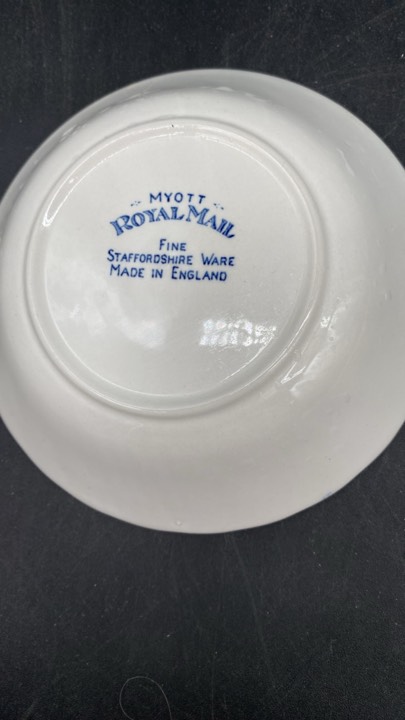 MYOTT
ROYAL MAIL
FINE
STAFFORDSHIRE WARE
MADE IN ENGLAND